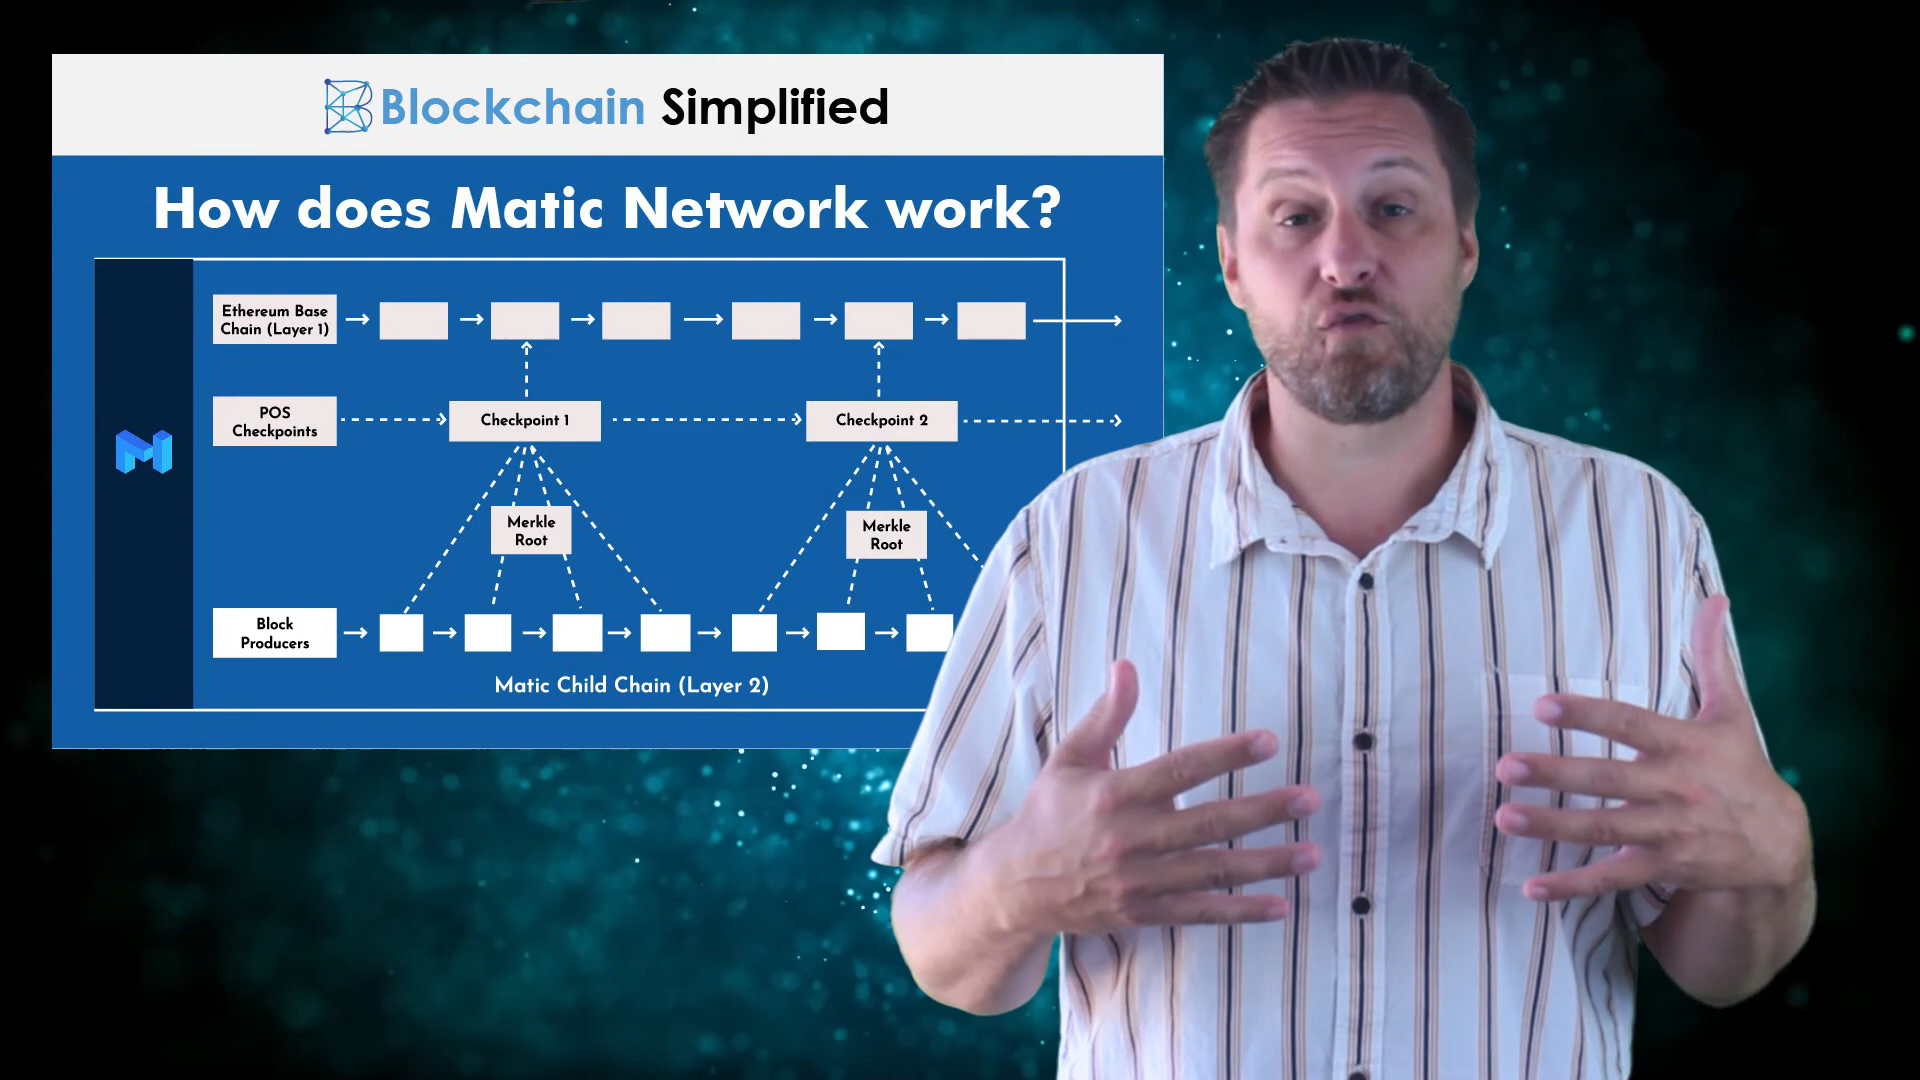 Blockchain Simplified
How does Matic Network work?
Ethereum Base
Chain (Layer 1)
POS
Checkpoints
Checkpoint 1
Checkpoint 2
Merkle
Root
Merkle
Root
Block
Producers
Matic Child Chain (Layer 2)